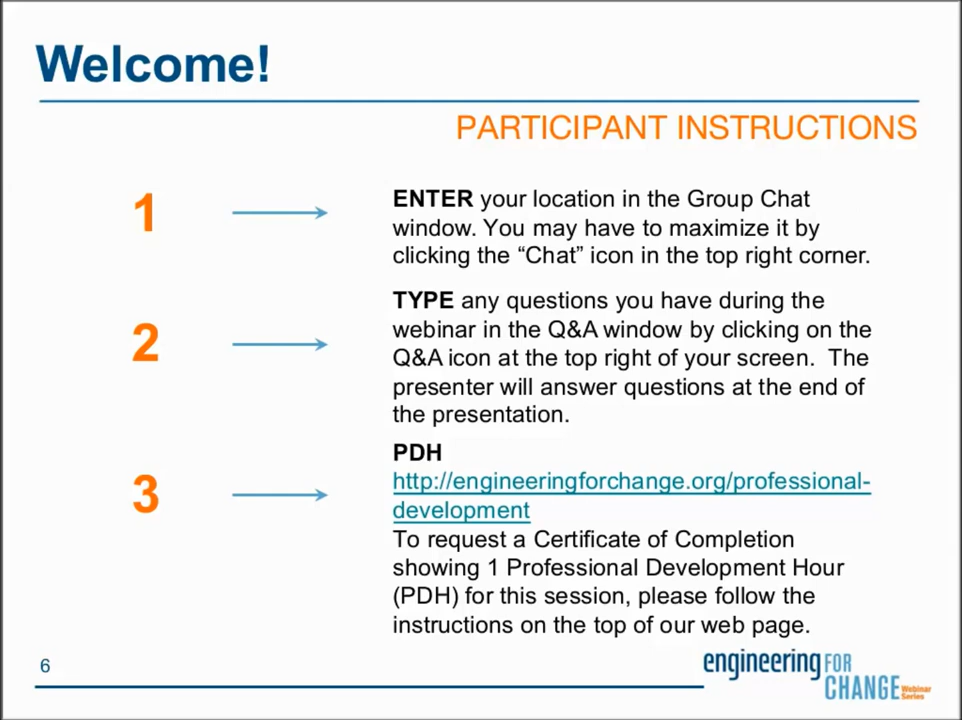 Welcome!
PARTICIPANT INSTRUCTIONS
1
ENTER your location in the Group Chat
window. You may have to maximize it by
clicking the “Chat” icon in the top right corner.
2
TYPE any questions you have during the
webinar in the Q&A window by clicking on the
Q&A icon at the top right of your screen.  The
presenter will answer questions at the end of
the presentation.
3
PDH
http://engineeringforchange.org/professional-
development
To request a Certificate of Completion
showing 1 Professional Development Hour
(PDH) for this session, please follow the
instructions on the top of our web page.
6
engineering FOR
CHANGE Webinar
Series